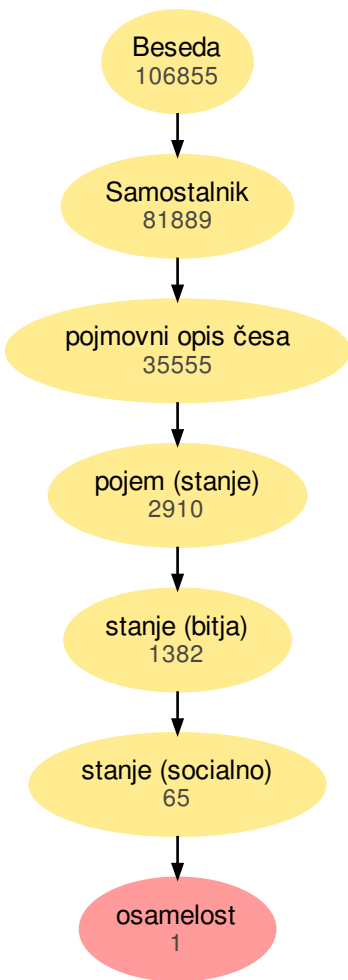 Beseda
106855
Samostalnik
81889
pojmovni opis česa
35555
pojem (stanje)
2910
stanje (bitja)
1382
stanje (socialno)
65
osamelost
1